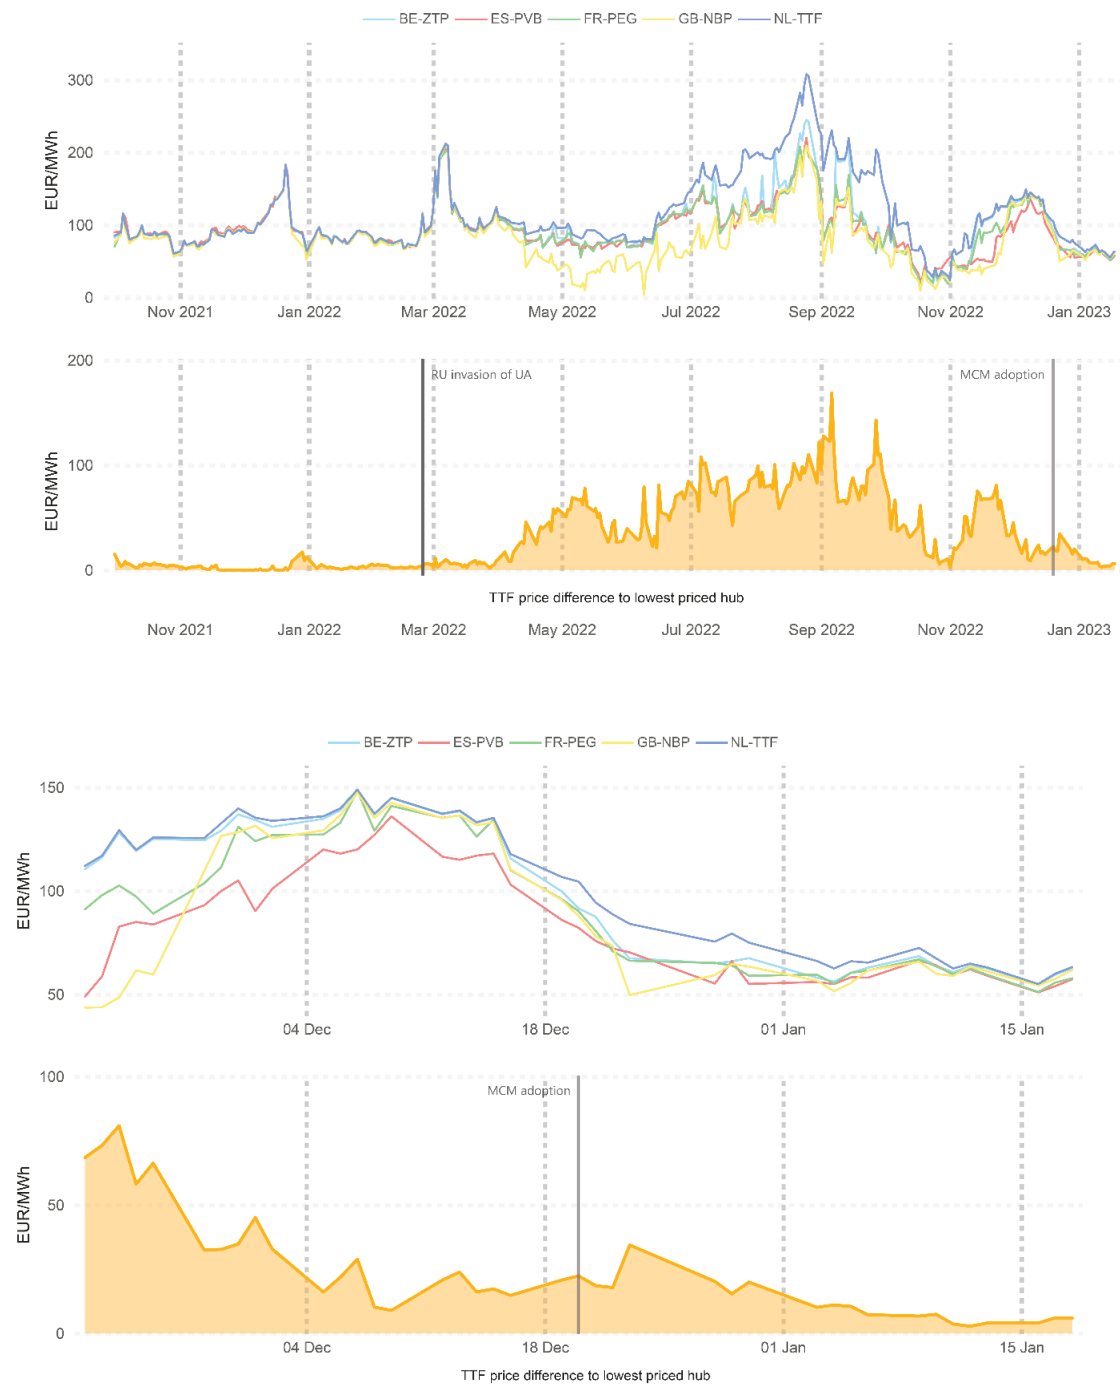 BE-ZTP ES-PVB FR-PEG GB-NBP NL-TTF
EUR/MWh
300
200
100
0
Nov 2021 Jan 2022 Mar 2022 May 2022 Jul 2022 Sep 2022 Nov 2022 Jan 2023
EUR/MWh
200
100
0
RU invasion of UA
MCM adoption
TTF price difference to lowest priced hub
Nov 2021 Jan 2022 Mar 2022 May 2022 Jul 2022 Sep 2022 Nov 2022 Jan 2023
BE-ZTP ES-PVB FR-PEG GB-NBP NL-TTF
EUR/MWh
150
100
50
04 Dec 18 Dec 01 Jan 15 Jan
EUR/MWh
100
50
0
MCM adoption
04 Dec 18 Dec 01 Jan 15 Jan
TTF price difference to lowest priced hub